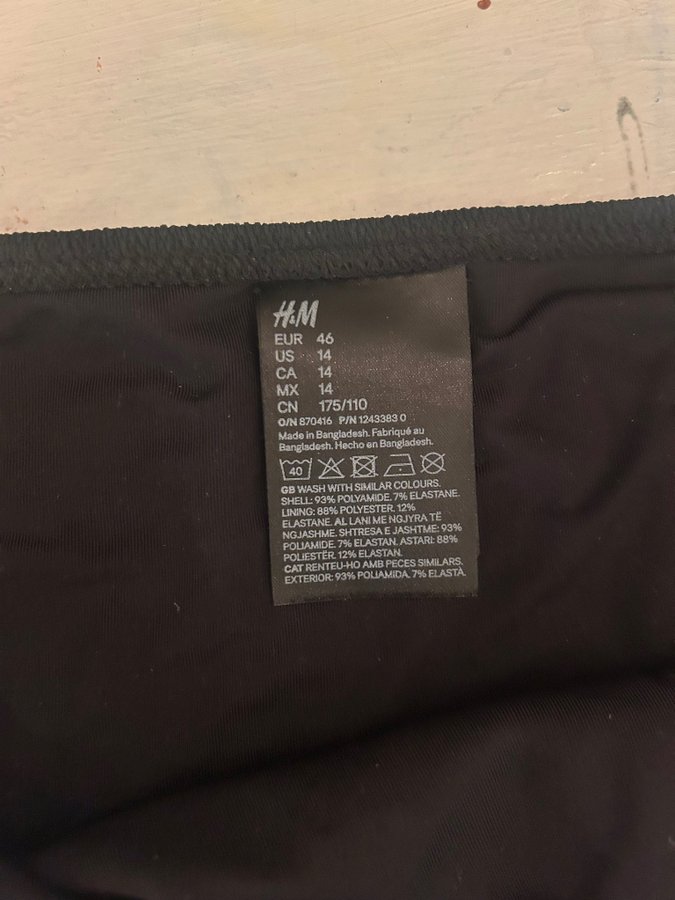 H&M
EUR 46
US 14
CA 14
MX 14
CN 175/110
O/N 870416 P/N 1243383 0
Made in Bangladesh. Fabriqué au
Bangladesh. Hecho en Bangladesh.
40
GB WASH WITH SIMILAR COLOURS.
SHELL: 93% POLYAMIDE. 7% ELASTANE.
LINING: 88% POLYESTER. 12%
ELASTANE. AL LANI ME NGJYRA TË
NGJASHME. SHTRESA E JASHTME: 93%
POLIAMIDE. 7% ELASTAN. ASTARI: 88%
POLIESTËR. 12% ELASTAN.
CAT RENTEU-HO AMB PECES SIMILARS.
EXTERIOR: 93% POLIAMIDA. 7% ELASTÀ.